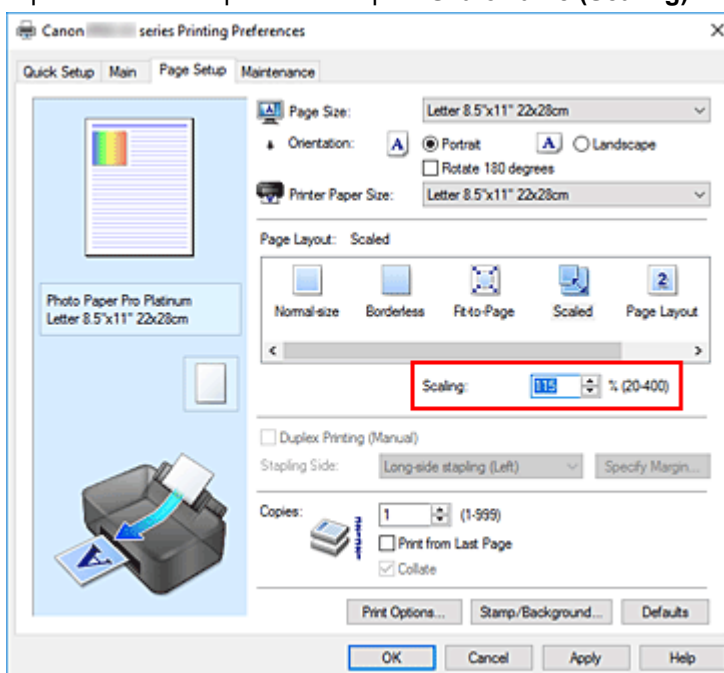 (Scaling)
Canon series Printing Preferences
Quick Setup Main Page Setup Maintenance
Page Size: Letter 8.5"x11" 22x28cm
Orientation: A Portrait A Landscape
Rotate 180 degrees
Printer Paper Size: Letter 8.5"x11" 22x28cm
Page Layout: Scaled
Photo Paper Pro Platinum
Letter 8.5"x11" 22x28cm
2
Normal-size Borderless Fit-to-Page Scaled Page Layout
Scaling: 115 % (20-400)
Duplex Printing (Manual)
Stapling Side: Long-side stapling (Left) Specify Margin...
Copies: 1 (1-999)
Print from Last Page
Collate
A
Print Options... Stamp/Background... Defaults
OK Cancel Apply Help